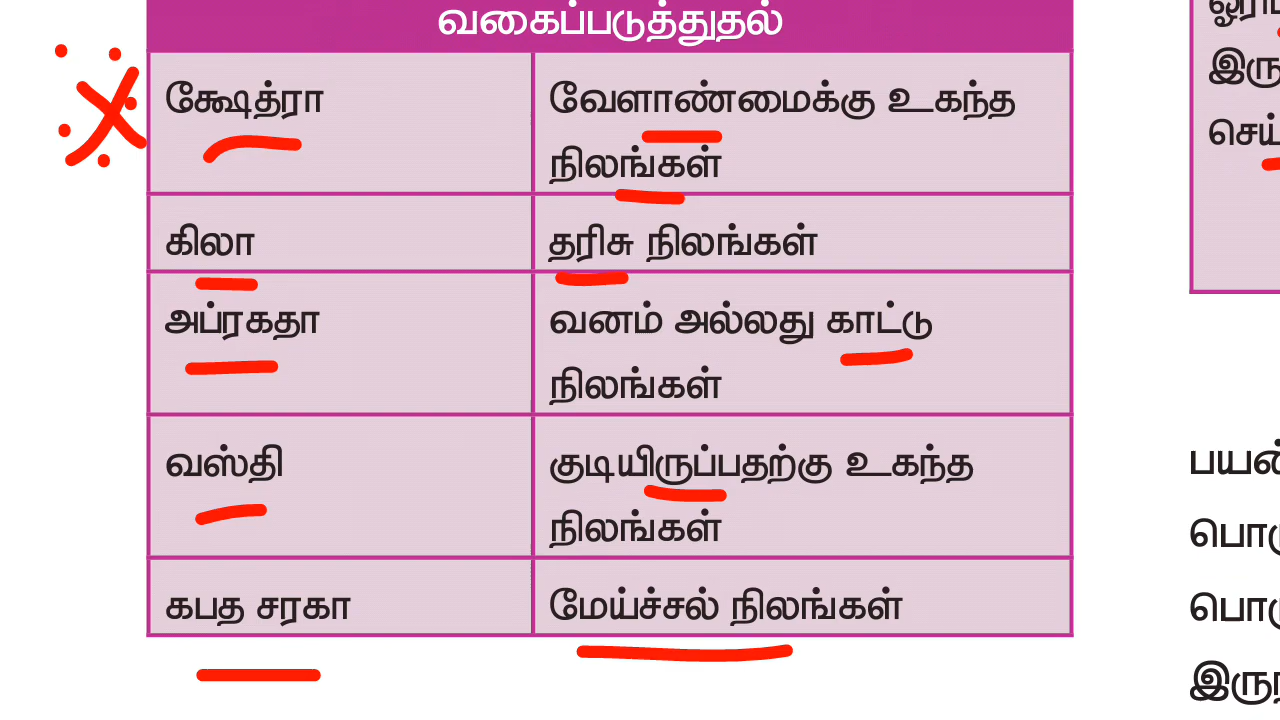 வகைப்படுத்துதல்
க்ஷேத்ரா
வேளாண்மைக்கு உகந்த
நிலங்கள்
கிலா
தரிசு நிலங்கள்
அப்ரகதா
வனம் அல்லது காட்டு
நிலங்கள்
வஸ்தி
குடியிருப்பதற்கு உகந்த
நிலங்கள்
கபத சரகா
மேய்ச்சல் நிலங்கள்